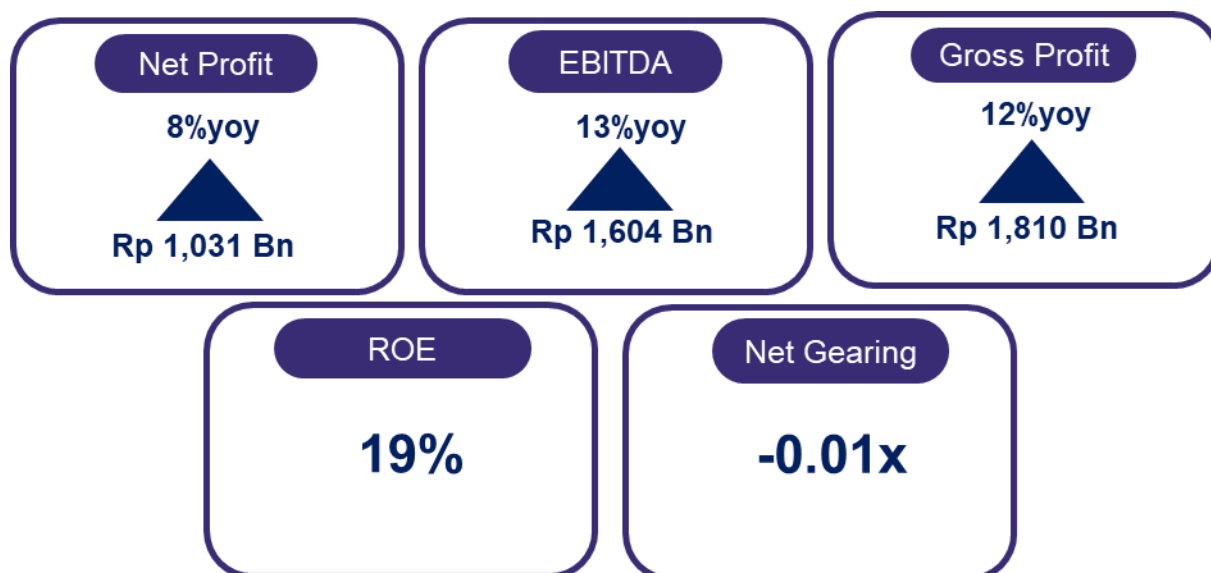 Net Profit
8%yoy
Rp 1,031 Bn
EBITDA
13%yoy
Rp 1,604 Bn
Gross Profit
12%yoy
Rp 1,810 Bn
ROE
19%
Net Gearing
-0.01x